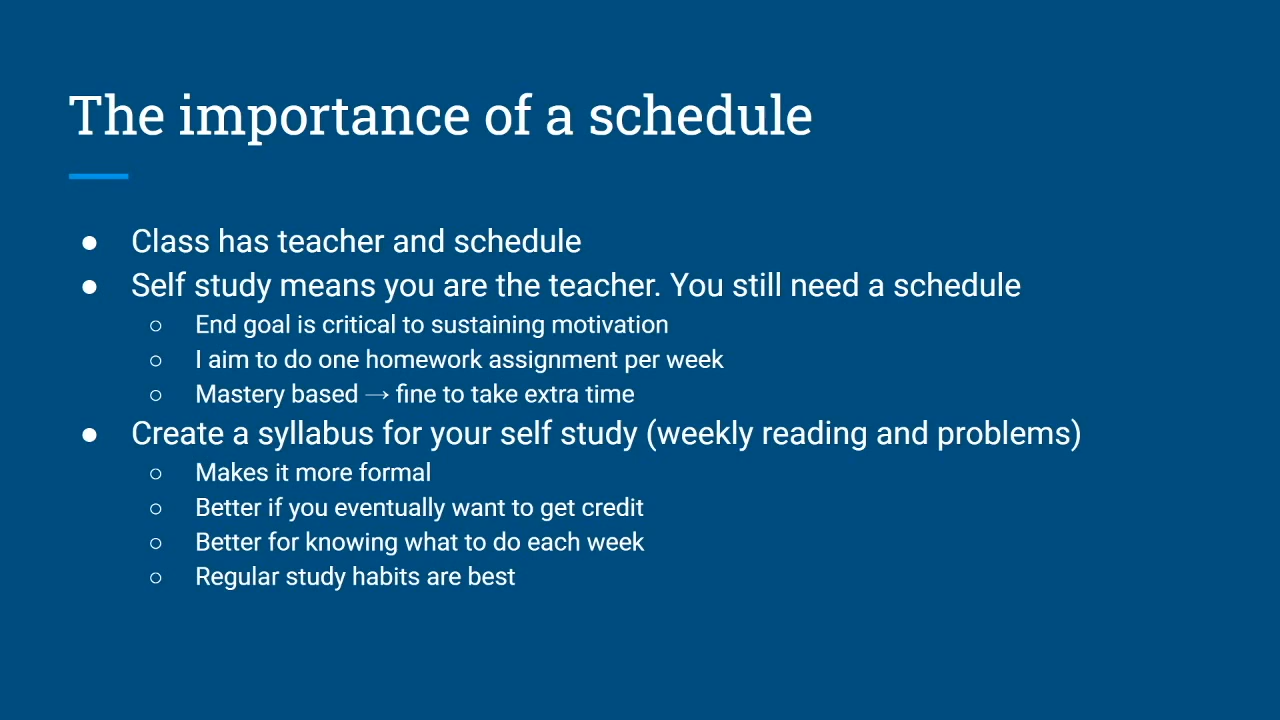 The importance of a schedule
● Class has teacher and schedule
● Self study means you are the teacher. You still need a schedule
○ End goal is critical to sustaining motivation
○ I aim to do one homework assignment per week
○ Mastery based → fine to take extra time
● Create a syllabus for your self study (weekly reading and problems)
○ Makes it more formal
○ Better if you eventually want to get credit
○ Better for knowing what to do each week
○ Regular study habits are best